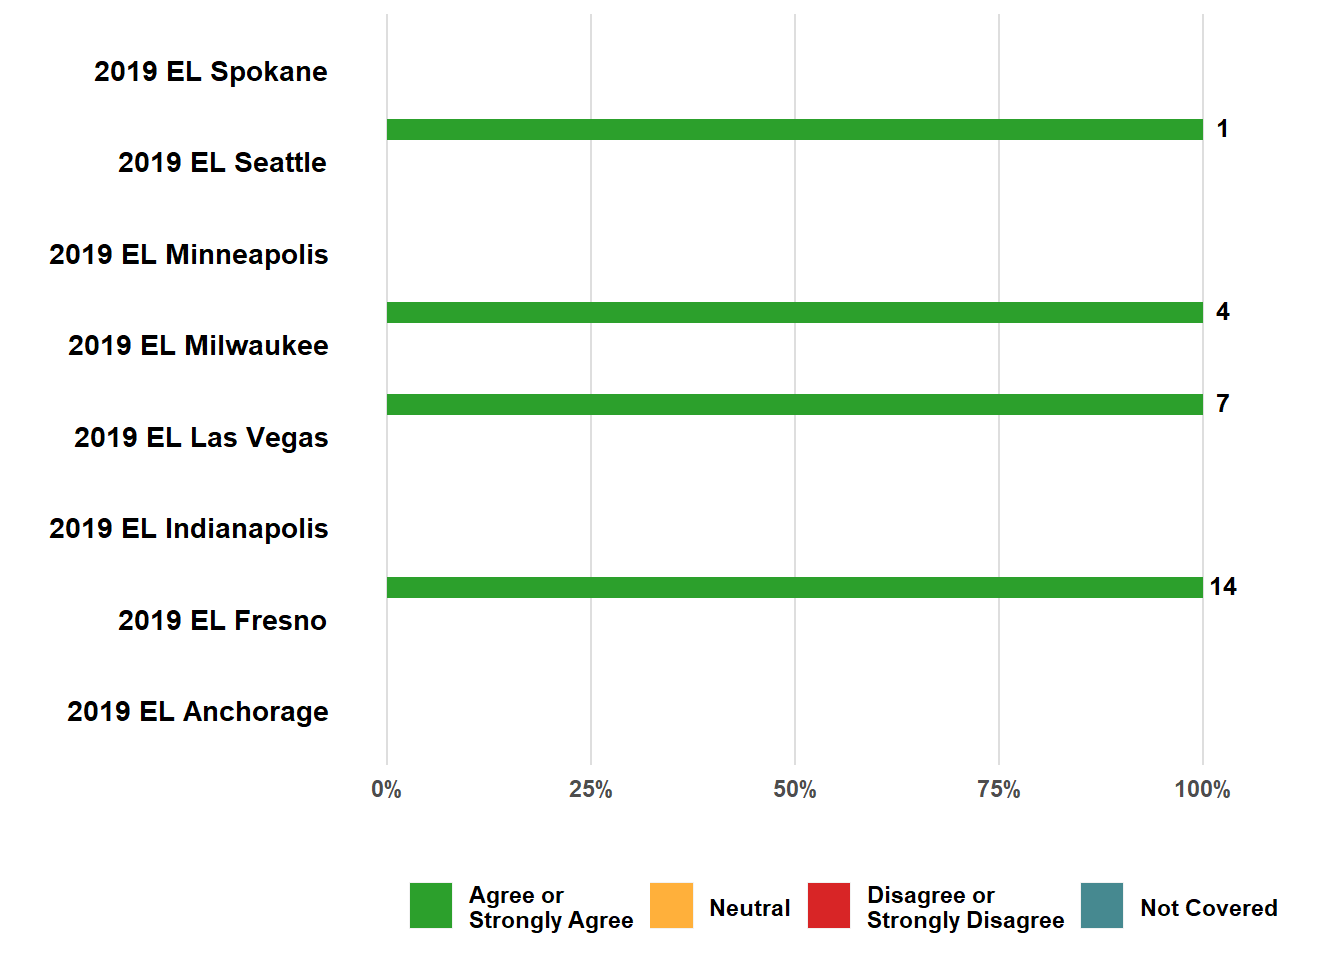 2019 EL Spokane
1
2019 EL Seattle
2019 EL Minneapolis
4
2019 EL Milwaukee
7
2019 EL Las Vegas
2019 EL Indianapolis
14
2019 EL Fresno
2019 EL Anchorage
0% 25% 50% 75% 100%
Agree or
Strongly Agree
Neutral
Disagree or
Strongly Disagree
Not Covered